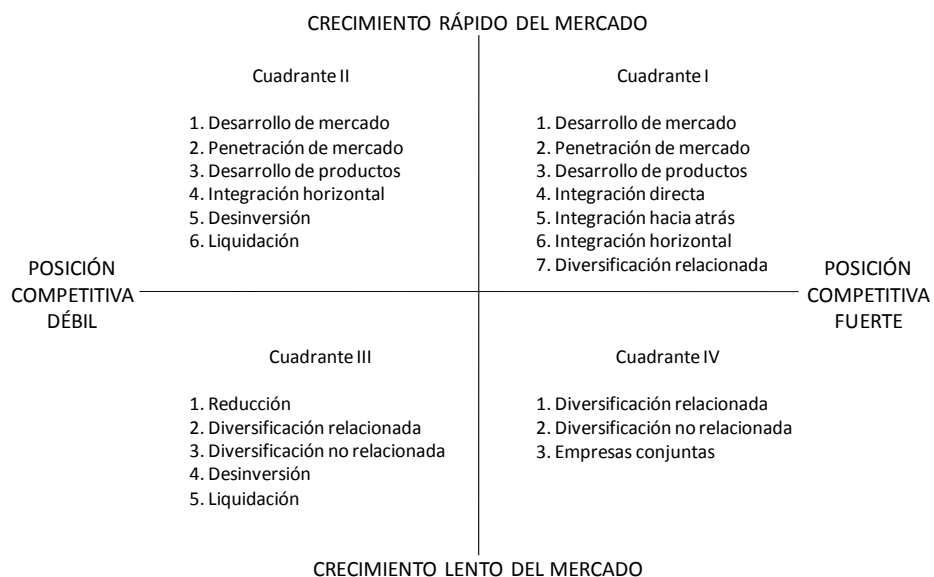 CRECIMIENTO RÁPIDO DEL MERCADO
Cuadrante II
1. Desarrollo de mercado
2. Penetración de mercado
3. Desarrollo de productos
4. Integración horizontal
5. Desinversión
6. Liquidación
Cuadrante I
1. Desarrollo de mercado
2. Penetración de mercado
3. Desarrollo de productos
4. Integración directa
5. Integración hacia atrás
6. Integración horizontal
7. Diversificación relacionada
POSICIÓN
COMPETITIVA
DÉBIL
POSICIÓN
COMPETITIVA
FUERTE
Cuadrante III
1. Reducción
2. Diversificación relacionada
3. Diversificación no relacionada
4. Desinversión
5. Liquidación
Cuadrante IV
1. Diversificación relacionada
2. Diversificación no relacionada
3. Empresas conjuntas
CRECIMIENTO LENTO DEL MERCADO